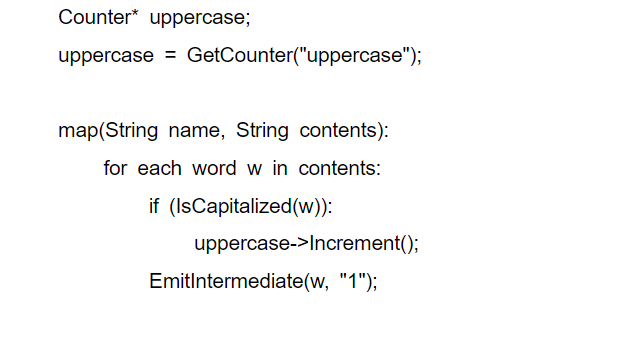 Counter* uppercase;
uppercase = GetCounter("uppercase");
map(String name, String contents):
for each word w in contents:
if (IsCapitalized(w)):
uppercase->Increment();
EmitIntermediate(w, "1");